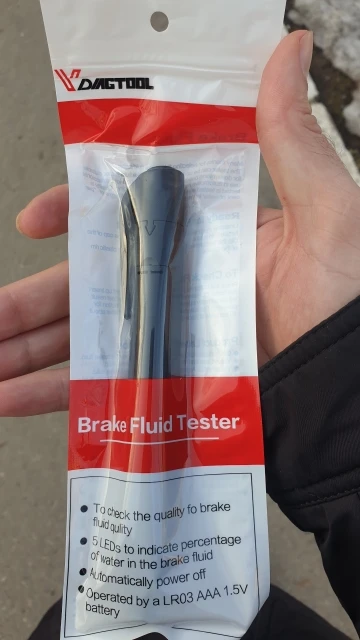 VDIAGTOOL
Brake Fluid Tester
● To check the quality fo brake
fluid qulity
● 5 LEDs to indicate percentage
of water in the brake fluid
● Automatically power off
● Operated by a LR03 AAA 1.5V
battery